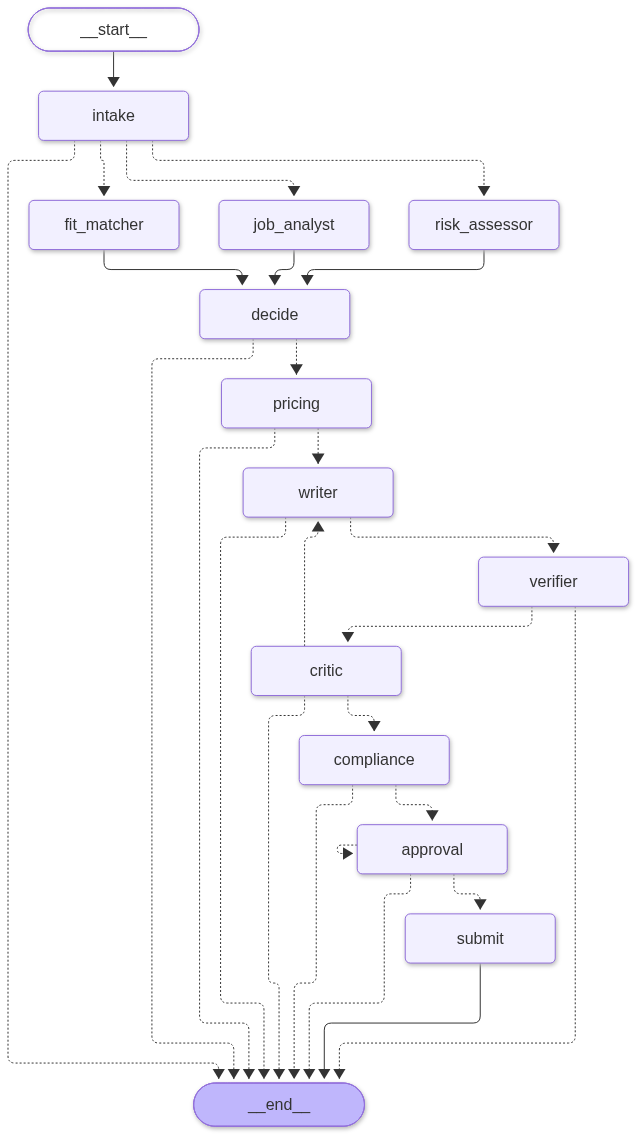 __start__
intake
fit_matcher
job_analyst
risk_assessor
decide
pricing
writer
verifier
critic
compliance
approval
submit
__end__